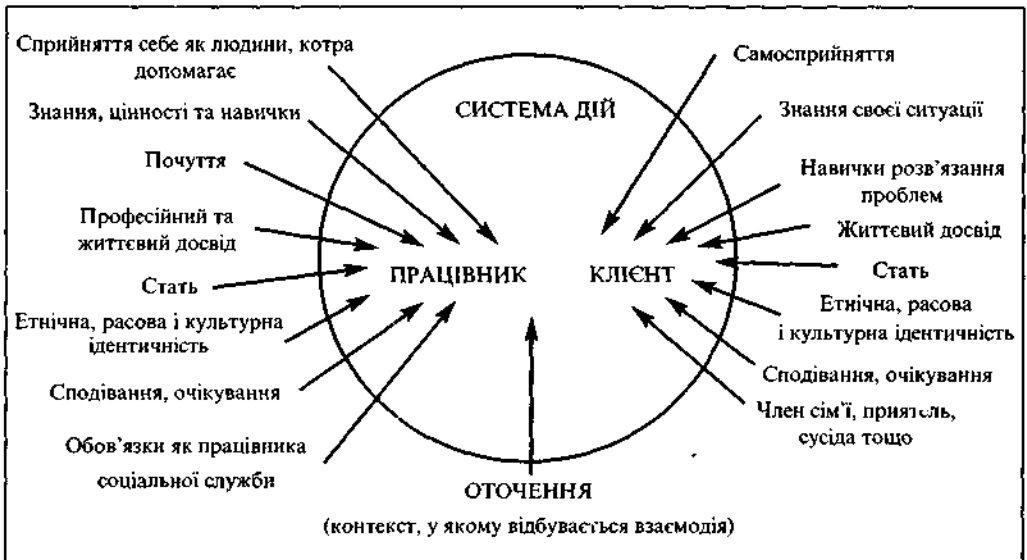 Сприйняття себе як людини, котра
допомагає
Знання, цінності та навички
Почуття
Професійний та
життєвий досвід
Стать
Етнічна, расова і культурна
ідентичність
Сподівання, очікування
Обов’язки як працівника
соціальної служби
СИСТЕМА ДІЙ
ПРАЦІВНИК
КЛІЄНТ
Самосприйняття
Знання своєї ситуації
Навички розв’язання
проблем
Життєвий досвід
Стать
Етнічна, расова
і культурна ідентичність
Сподівання, очікування
Член сім’ї, приятель,
сусіда тощо
ОТОЧЕННЯ
(контекст, у якому відбувається взаємодія)